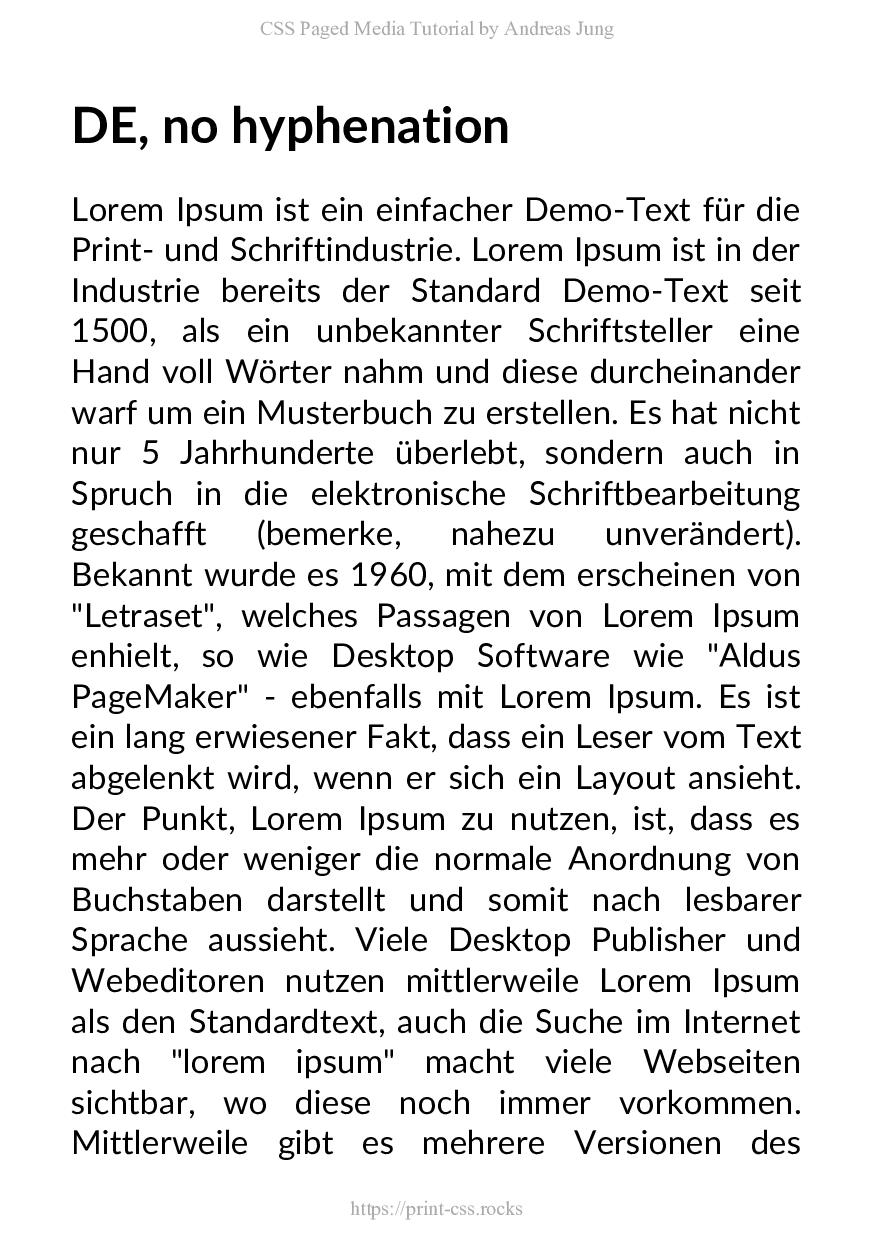 CSS Paged Media Tutorial by Andreas Jung
DE, no hyphenation
Lorem Ipsum ist ein einfacher Demo-Text für die
Print- und Schriftindustrie. Lorem Ipsum ist in der
Industrie bereits der Standard Demo-Text seit
1500, als ein unbekannter Schriftsteller eine
Hand voll Wörter nahm und diese durcheinander
warf um ein Musterbuch zu erstellen. Es hat nicht
nur 5 Jahrhunderte überlebt, sondern auch in
Spruch in die elektronische Schriftbearbeitung
geschafft (bemerke, nahezu unverändert).
Bekannt wurde es 1960, mit dem erscheinen von
"Letraset", welches Passagen von Lorem Ipsum
enhielt, so wie Desktop Software wie "Aldus
PageMaker" - ebenfalls mit Lorem Ipsum. Es ist
ein lang erwiesener Fakt, dass ein Leser vom Text
abgelenkt wird, wenn er sich ein Layout ansieht.
Der Punkt, Lorem Ipsum zu nutzen, ist, dass es
mehr oder weniger die normale Anordnung von
Buchstaben darstellt und somit nach lesbarer
Sprache aussieht. Viele Desktop Publisher und
Webeditoren nutzen mittlerweile Lorem Ipsum
als den Standardtext, auch die Suche im Internet
nach "lorem ipsum" macht viele Webseiten
sichtbar, wo diese noch immer vorkommen.
Mittlerweile gibt es mehrere Versionen des
https://print-css.rocks